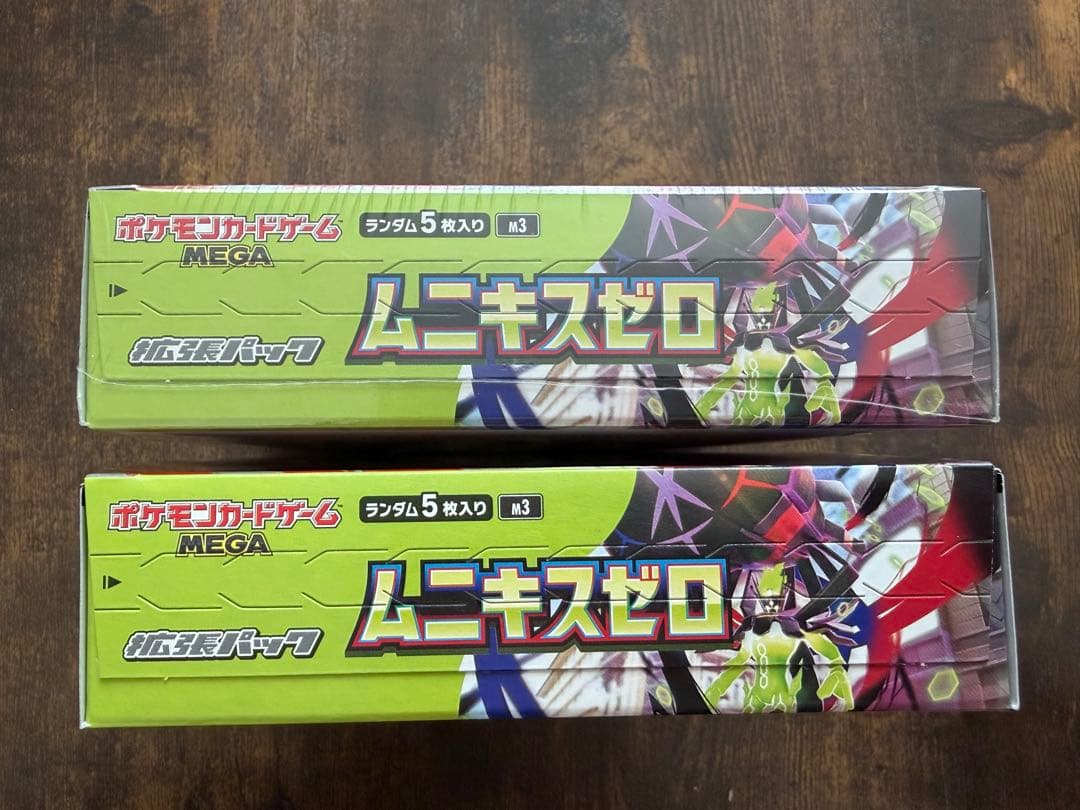 ポケモンカードゲーム
MEGA
ランダム5枚入り M3
ムニキスゼロ
拡張パック
ポケモンカードゲーム
MEGA
ランダム5枚入り M3
ムニキスゼロ
拡張パック